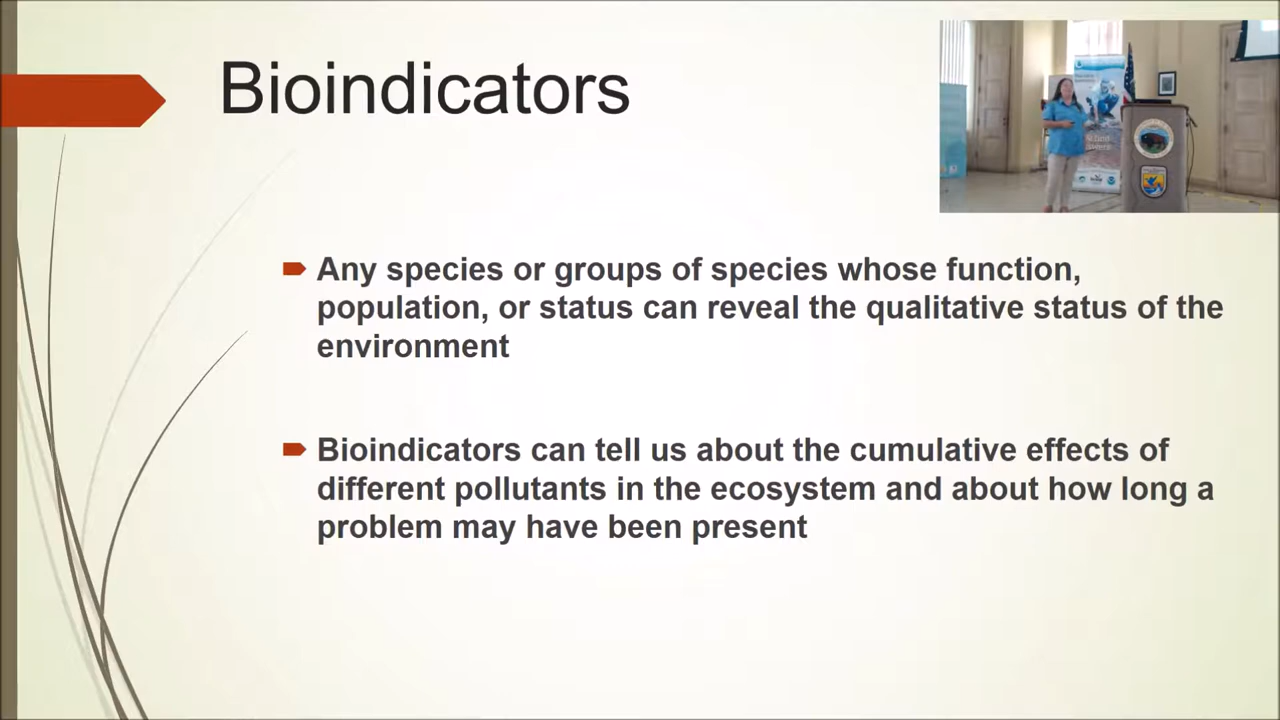 Bioindicators
Any species or groups of species whose function,
population, or status can reveal the qualitative status of the
environment
Bioindicators can tell us about the cumulative effects of
different pollutants in the ecosystem and about how long a
problem may have been present